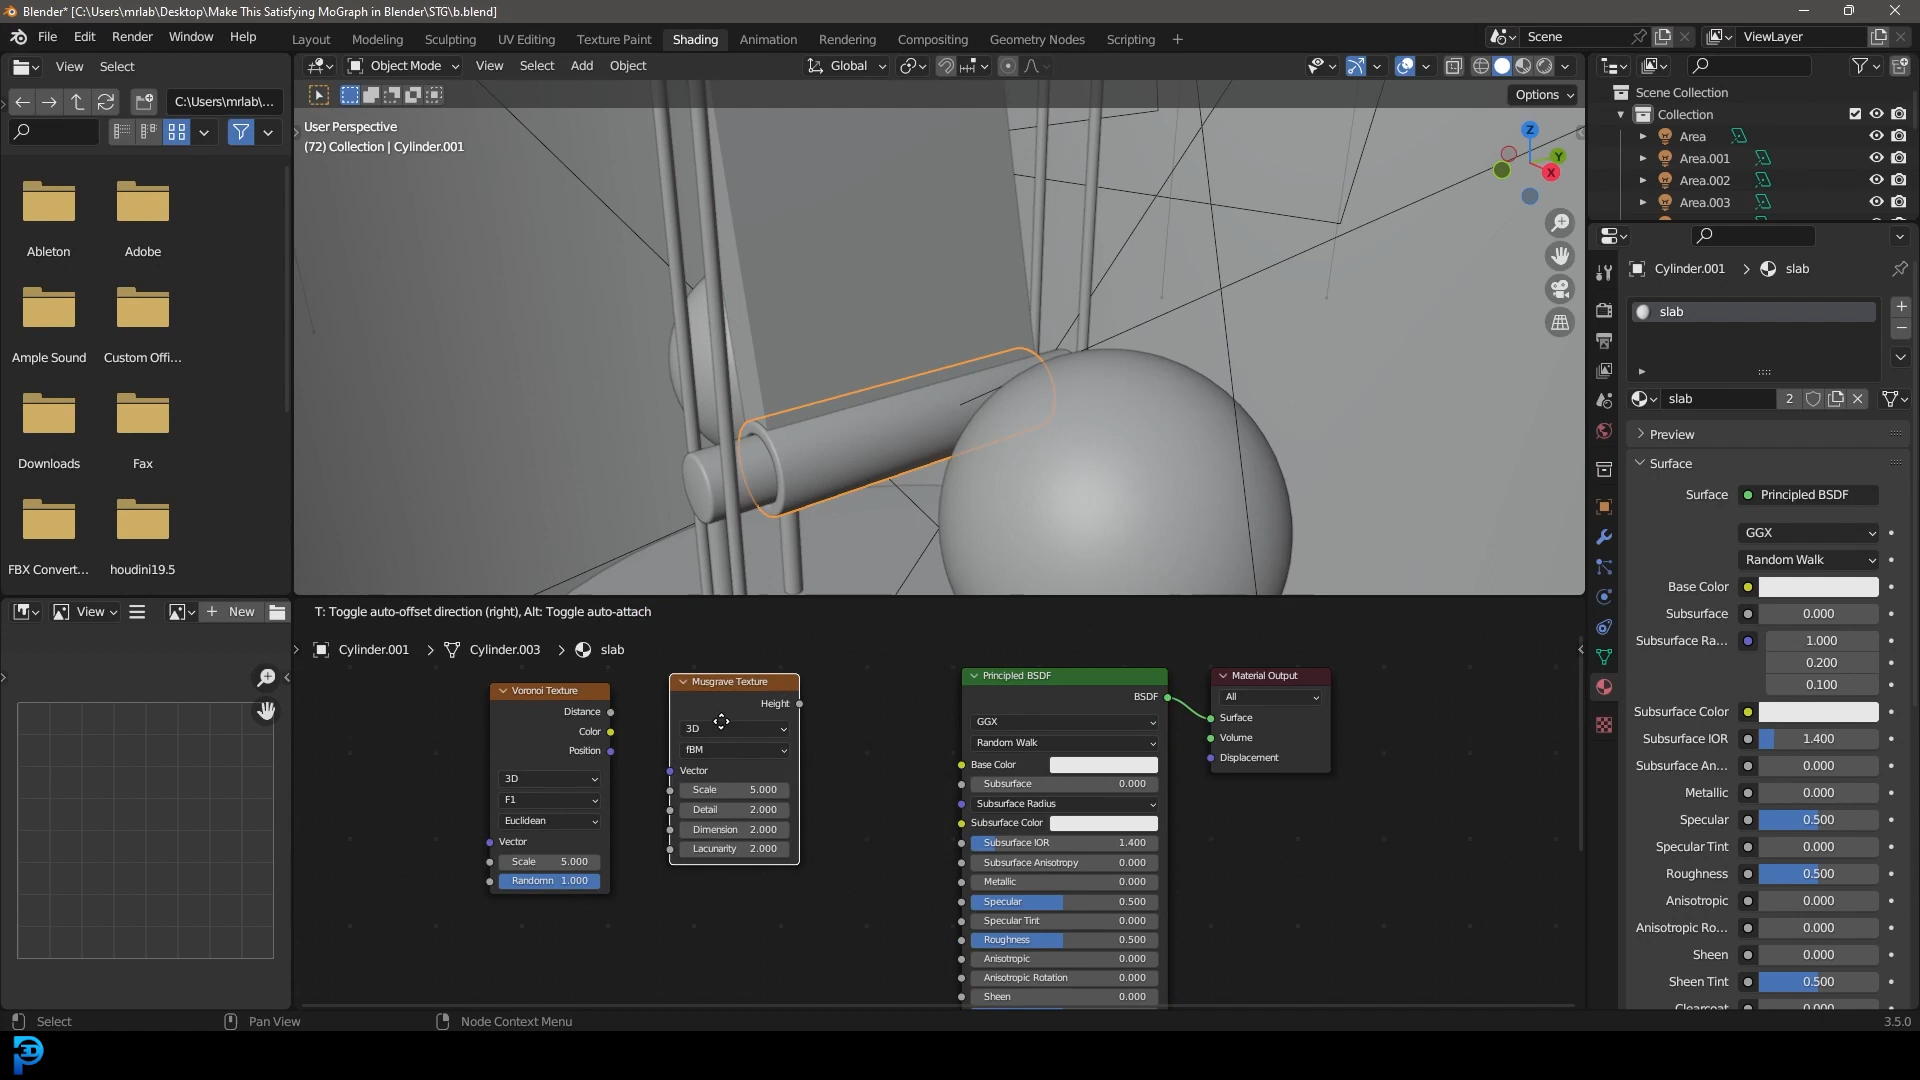 Blender* [C:\Users\mrlab\Desktop\Make This Satisfying MoGraph in Blender\STG\b.blend]
File Edit Render Window Help
Layout Modeling Sculpting UV Editing Texture Paint Shading Animation Rendering Compositing Geometry Nodes Scripting
Scene
ViewLayer
View Select
Object Mode View Select Add Object
Global
C:\Users\mrlab\...
Options
User Perspective
(72) Collection | Cylinder.001
Z
Y
X
Scene Collection
Collection
Area
Area.001
Area.002
Area.003
Ableton
Adobe
Ample Sound
Custom Offi...
Downloads
Fax
FBX Convert...
houdini19.5
Cylinder.001 > slab
slab
slab 2
Preview
Surface
Surface Principled BSDF
GGX
Random Walk
Base Color
Subsurface 0.000
Subsurface Ra... 1.000
0.200
0.100
Subsurface Color
Subsurface IOR 1.400
Subsurface An... 0.000
Metallic 0.000
Specular 0.500
Specular Tint 0.000
Roughness 0.500
Anisotropic 0.000
Anisotropic Ro... 0.000
Sheen 0.000
Sheen Tint 0.500
Clearcoat 0.000
View
New
T: Toggle auto-offset direction (right), Alt: Toggle auto-attach
Cylinder.001 > Cylinder.003 > slab
Voronoi Texture
Distance
Color
Position
3D
F1
Euclidean
Vector
Scale 5.000
Randomn 1.000
Musgrave Texture
Height
3D
fBM
Vector
Scale 5.000
Detail 2.000
Dimension 2.000
Lacunarity 2.000
Principled BSDF
BSDF
GGX
Random Walk
Base Color
Subsurface 0.000
Subsurface Radius
Subsurface Color
Subsurface IOR 1.400
Subsurface Anisotropy 0.000
Metallic 0.000
Specular 0.500
Specular Tint 0.000
Roughness 0.500
Anisotropic 0.000
Anisotropic Rotation 0.000
Sheen 0.000
Material Output
All
Surface
Volume
Displacement
Select
Pan View
Node Context Menu
3.5.0
3D